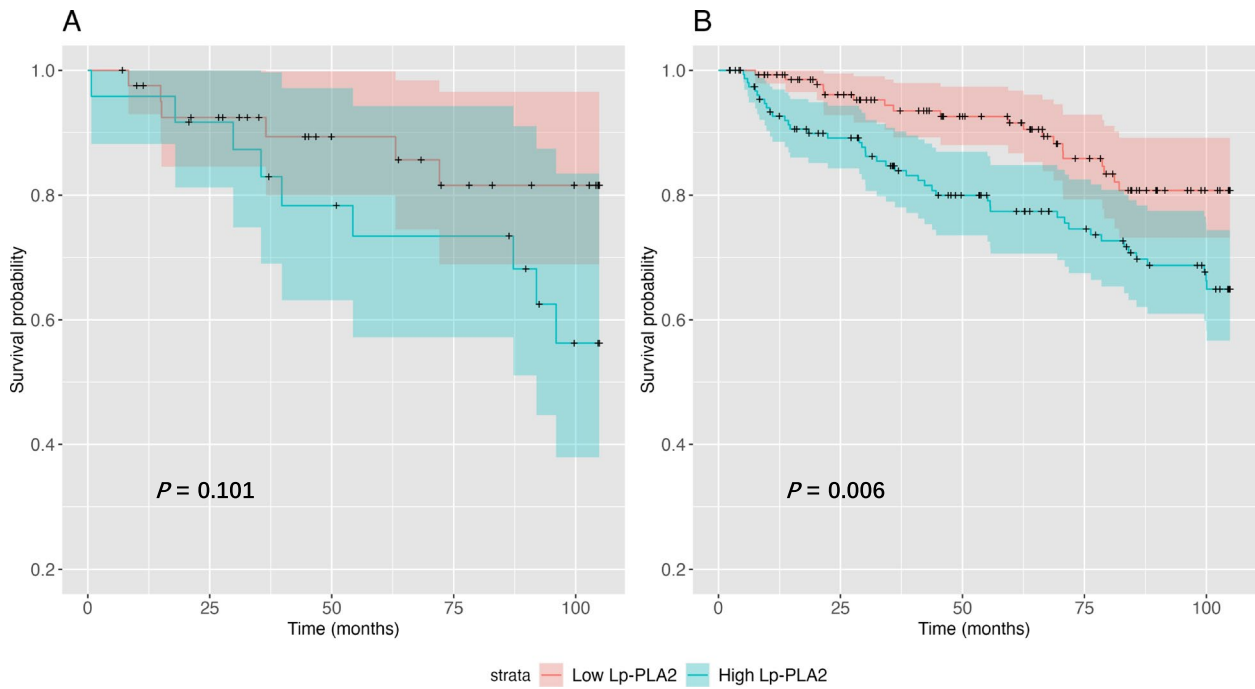 A
Survival probability
1.0
0.8
0.6
0.4
0.2
P = 0.101
0 25 50 75 100
Time (months)
B
Survival probability
1.0
0.8
0.6
0.4
0.2
P = 0.006
0 25 50 75 100
Time (months)
strata Low Lp-PLA2 High Lp-PLA2